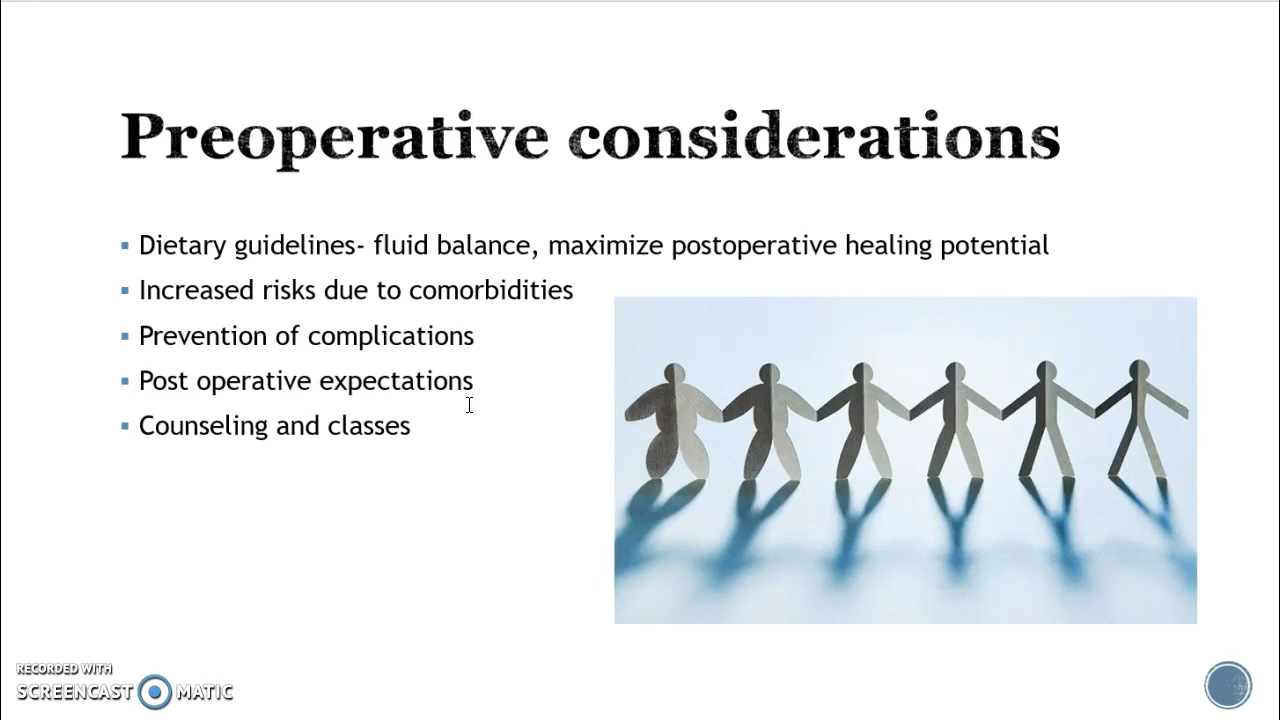 Preoperative considerations
Dietary guidelines- fluid balance, maximize postoperative healing potential
Increased risks due to comorbidities
Prevention of complications
Post operative expectations
Counseling and classes
RECORDED WITH
SCREENCAST MATIC